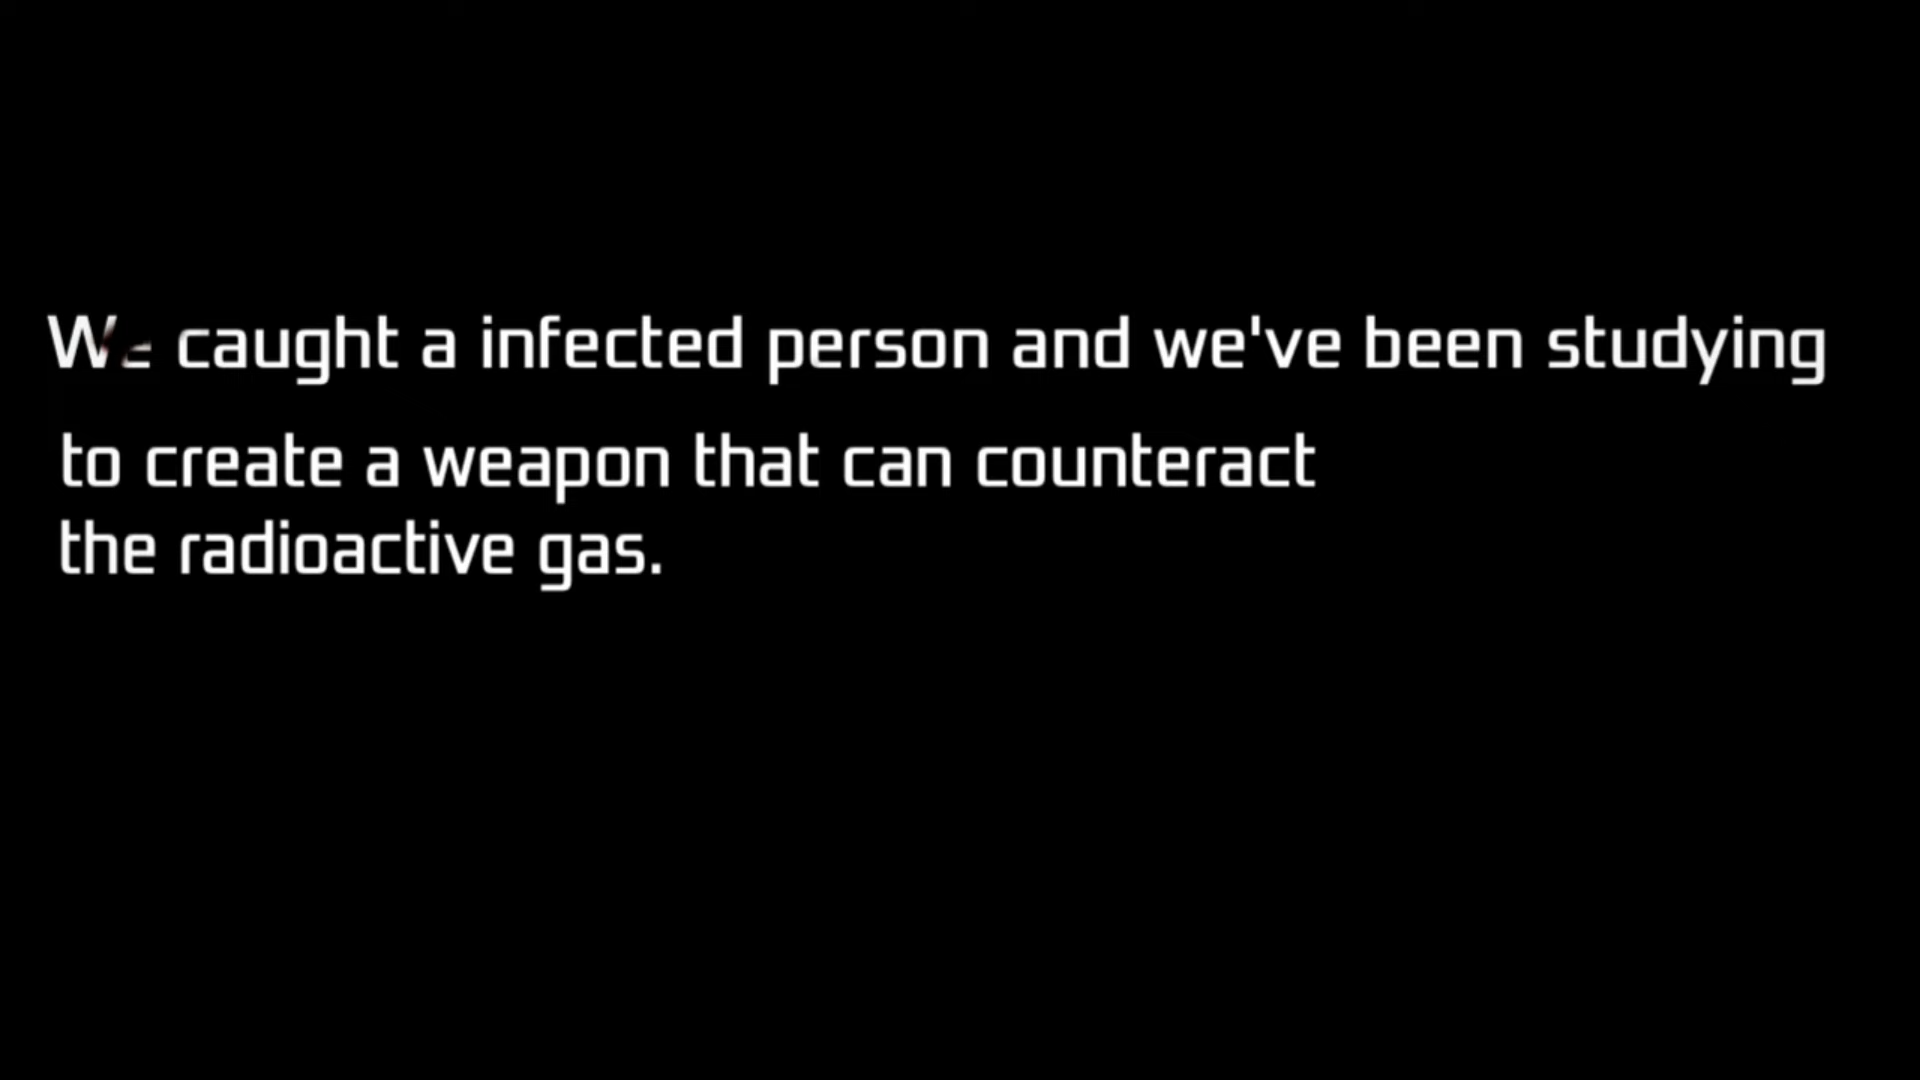 We caught a infected person and we've been studying
to create a weapon that can counteract
the radioactive gas.